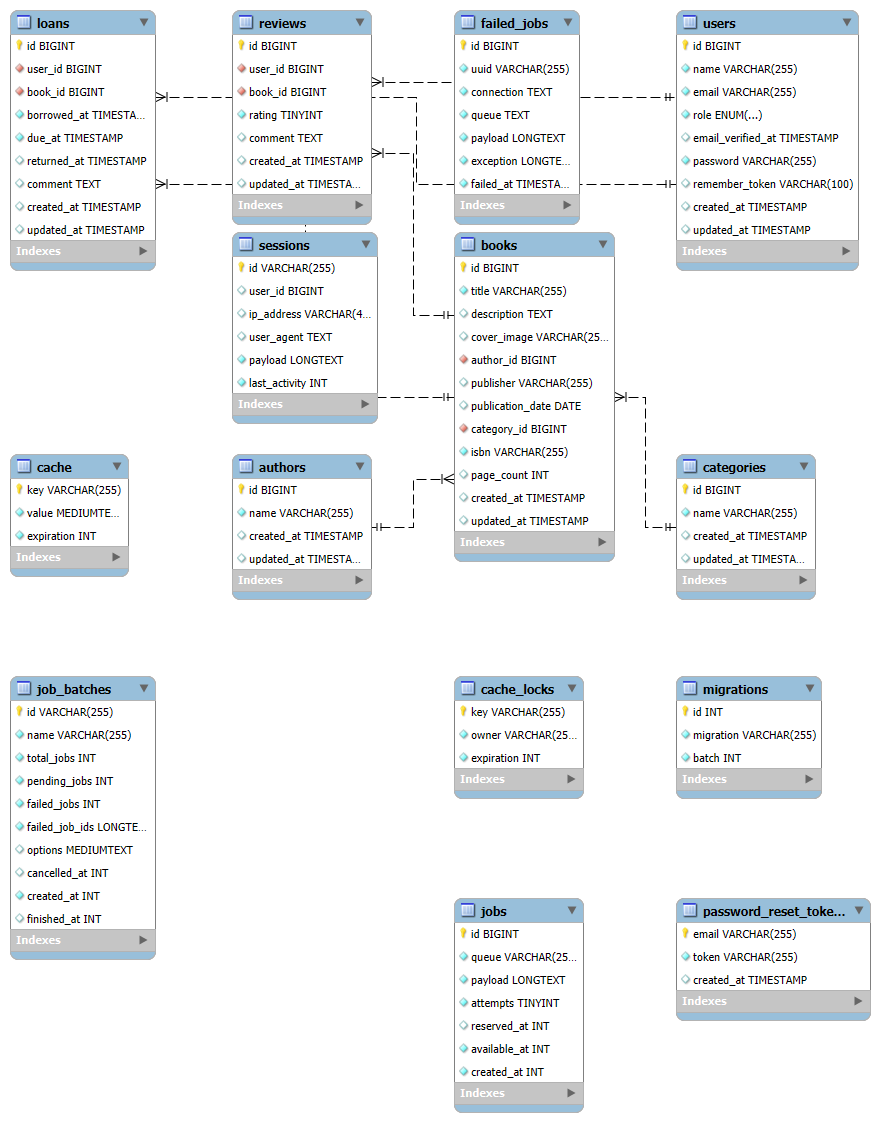 loans
id BIGINT
user_id BIGINT
book_id BIGINT
borrowed_at TIMESTA...
due_at TIMESTAMP
returned_at TIMESTAMP
comment TEXT
created_at TIMESTAMP
updated_at TIMESTAMP
Indexes
reviews
id BIGINT
user_id BIGINT
book_id BIGINT
rating TINYINT
comment TEXT
created_at TIMESTAMP
updated_at TIMESTA...
Indexes
failed_jobs
id BIGINT
uuid VARCHAR(255)
connection TEXT
queue TEXT
payload LONGTEXT
exception LONGTE...
failed_at TIMESTA...
Indexes
users
id BIGINT
name VARCHAR(255)
email VARCHAR(255)
role ENUM(...)
email_verified_at TIMESTAMP
password VARCHAR(255)
remember_token VARCHAR(100)
created_at TIMESTAMP
updated_at TIMESTAMP
Indexes
sessions
id VARCHAR(255)
user_id BIGINT
ip_address VARCHAR(4...
user_agent TEXT
payload LONGTEXT
last_activity INT
Indexes
books
id BIGINT
title VARCHAR(255)
description TEXT
cover_image VARCHAR(25...
author_id BIGINT
publisher VARCHAR(255)
publication_date DATE
category_id BIGINT
isbn VARCHAR(255)
page_count INT
created_at TIMESTAMP
updated_at TIMESTAMP
Indexes
cache
key VARCHAR(255)
value MEDIUMTE...
expiration INT
Indexes
authors
id BIGINT
name VARCHAR(255)
created_at TIMESTAMP
updated_at TIMESTA...
Indexes
categories
id BIGINT
name VARCHAR(255)
created_at TIMESTAMP
updated_at TIMESTA...
Indexes
job_batches
id VARCHAR(255)
name VARCHAR(255)
total_jobs INT
pending_jobs INT
failed_jobs INT
failed_job_ids LONGTE...
options MEDIUMTEXT
cancelled_at INT
created_at INT
finished_at INT
Indexes
cache_locks
key VARCHAR(255)
owner VARCHAR(25...
expiration INT
Indexes
migrations
id INT
migration VARCHAR(255)
batch INT
Indexes
jobs
id BIGINT
queue VARCHAR(25...
payload LONGTEXT
attempts TINYINT
reserved_at INT
available_at INT
created_at INT
Indexes
password_reset_toke...
email VARCHAR(255)
token VARCHAR(255)
created_at TIMESTAMP
Indexes